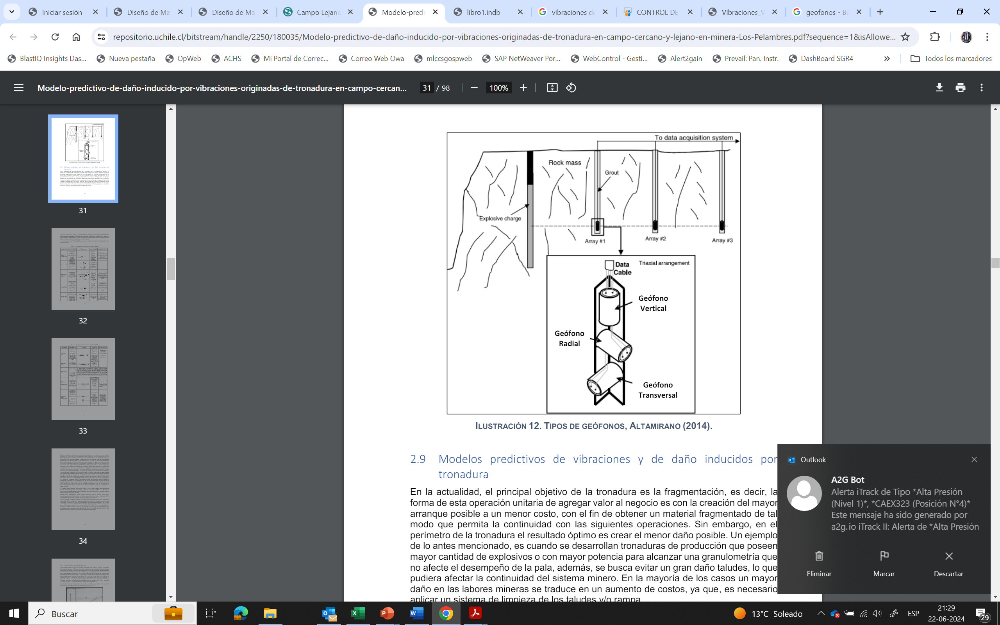 Iniciar sesión
Diseño de Ma
Diseño de Ma
Campo Lejano
Modelo-predi
libro1.indb
vibraciones de
CONTROL DE
Vibraciones_V
geofonos - Bú
repositorio.uchile.cl/bitstream/handle/2250/180035/Modelo-predictivo-de-daño-inducido-por-vibraciones-originadas-de-tronadura-en-campo-cercano-y-lejano-en-minera-Los-Pelambres.pdf?sequence=1&isAllowe...
BlastIQ Insights Das...
Nueva pestaña
OpWeb
ACHS
Mi Portal de Correc...
Correo Web Owa
mlccsgospweb
SAP NetWeaver Por...
WebControl - Gesti...
Alert2gain
Prevail: Pan. Instr.
DashBoard SGR4
»
Todos los marcadores
Modelo-predictivo-de-daño-inducido-por-vibraciones-originadas-de-tronadura-en-campo-cercan...
31 / 98
100%
31
32
33
34
To data acquisition system
Rock mass
Grout
Explosive charge
Array #1
Array #2
Array #3
Data
Cable
Triaxial arrangement
Geófono
Vertical
Geófono
Radial
Geófono
Transversal
ILUSTRACIÓN 12. TIPOS DE GEÓFONOS, ALTAMIRANO (2014).
2.9 Modelos predictivos de vibraciones y de daño inducidos por
tronadura
En la actualidad, el principal objetivo de la tronadura es la fragmentación, es decir, la
forma de esta operación unitaria de agregar valor al negocio es con la creación del mayor
arranque posible a un menor costo, con el fin de obtener un material fragmentado de tal
modo que permita la continuidad con las siguientes operaciones. Sin embargo, en el
perímetro de la tronadura el resultado óptimo es crear el menor daño posible. Un ejemplo
de lo antes mencionado, es cuando se desarrollan tronaduras de producción que poseen
mayor cantidad de explosivos o con mayor potencia para alcanzar una granulometría que
no afecte el desempeño de la pala, además, se busca evitar un gran daño taludes, lo que
pudiera afectar la continuidad del sistema minero. En la mayoría de los casos un mayor
daño en las labores mineras se traduce en un aumento de costos, ya que, es necesario
aplicar un sistema de limpieza de los taludes y/o rampa
Outlook
A2G Bot
Alerta iTrack de Tipo *Alta Presión
(Nivel 1)*, *CAEX323 (Posición N°4)*
Este mensaje ha sido generado por
a2g.io iTrack II: Alerta de *Alta Presión
Eliminar
Marcar
Descartar
Buscar
13°C Soleado
ESP
21:29
22-06-2024
29